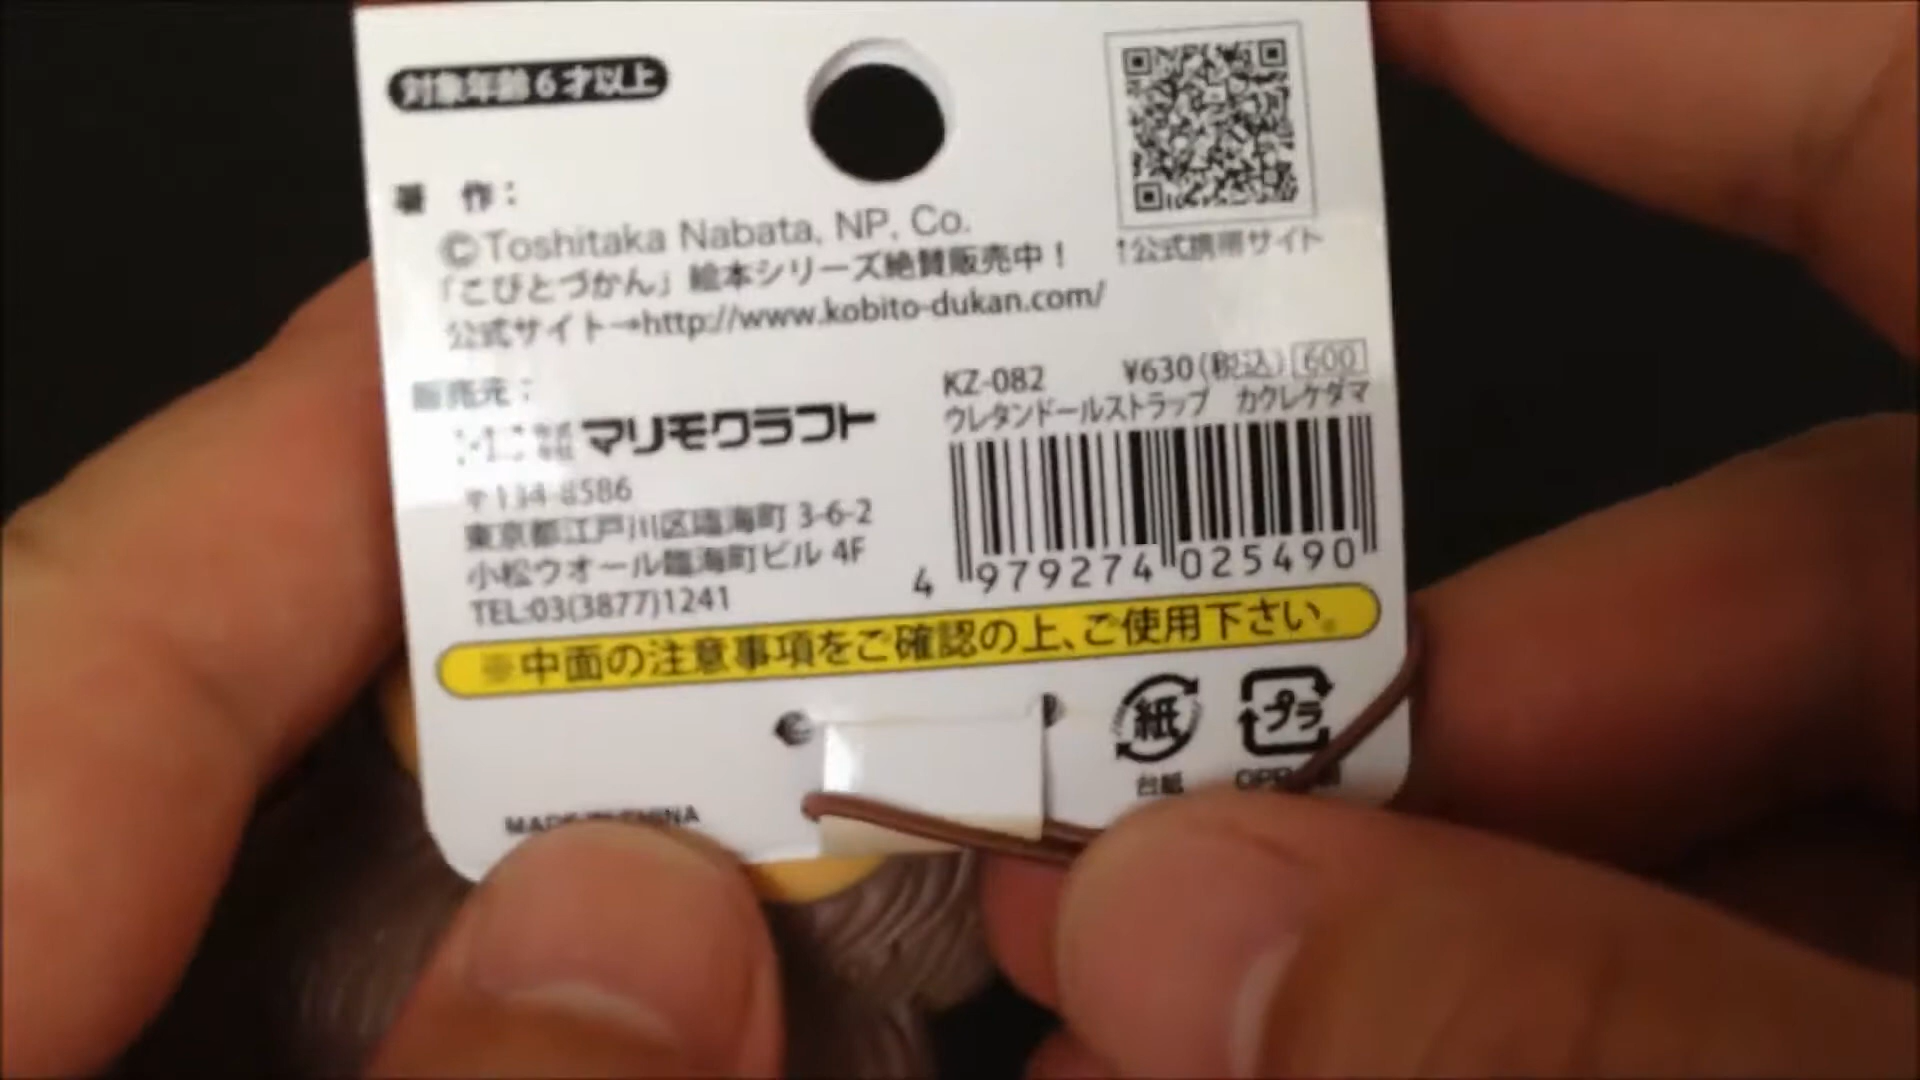 対象年齢6才以上
著 作：
©Toshitaka Nabata, NP, Co.
「こびとづかん」絵本シリーズ絶賛販売中！
公式サイト→http://www.kobito-dukan.com/
↑公式携帯サイト
販売元：
マリモクラフト
〒134-8586
東京都江戸川区臨海町 3-6-2
小松ウオール臨海町ビル 4F
TEL:03(3877)1241
KZ-082 ¥630(税込) 600
ウレタンドールストラップ カクレケダマ
4 979274 025490
※中面の注意事項をご確認の上、ご使用下さい。
紙
台紙
プラ
MADE IN CHINA